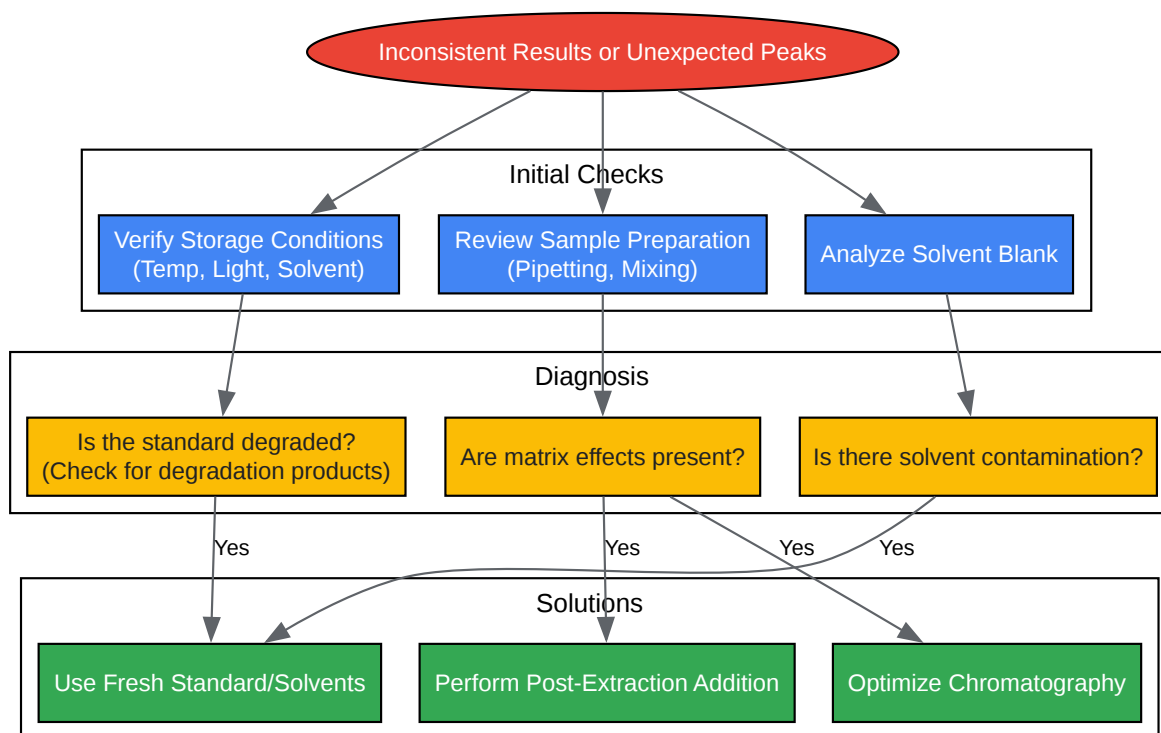 Inconsistent Results or Unexpected Peaks
Initial Checks
Verify Storage Conditions
(Temp, Light, Solvent)
Review Sample Preparation
(Pipetting, Mixing)
Analyze Solvent Blank
Diagnosis
Is the standard degraded?
(Check for degradation products)
Are matrix effects present?
Is there solvent contamination?
Yes
Yes
Yes
Yes
Solutions
Use Fresh Standard/Solvents
Perform Post-Extraction Addition
Optimize Chromatography